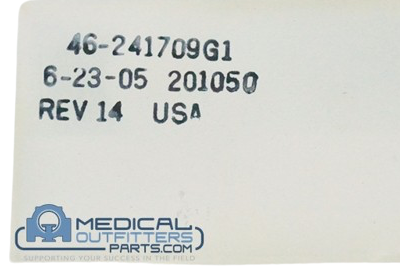 46-241709G1
6-23-05 201050
REV 14 USA
MEDICAL
OUTFITTERS
PARTS.COM
SUPPORTING YOUR SUCCESS IN THE FIELD